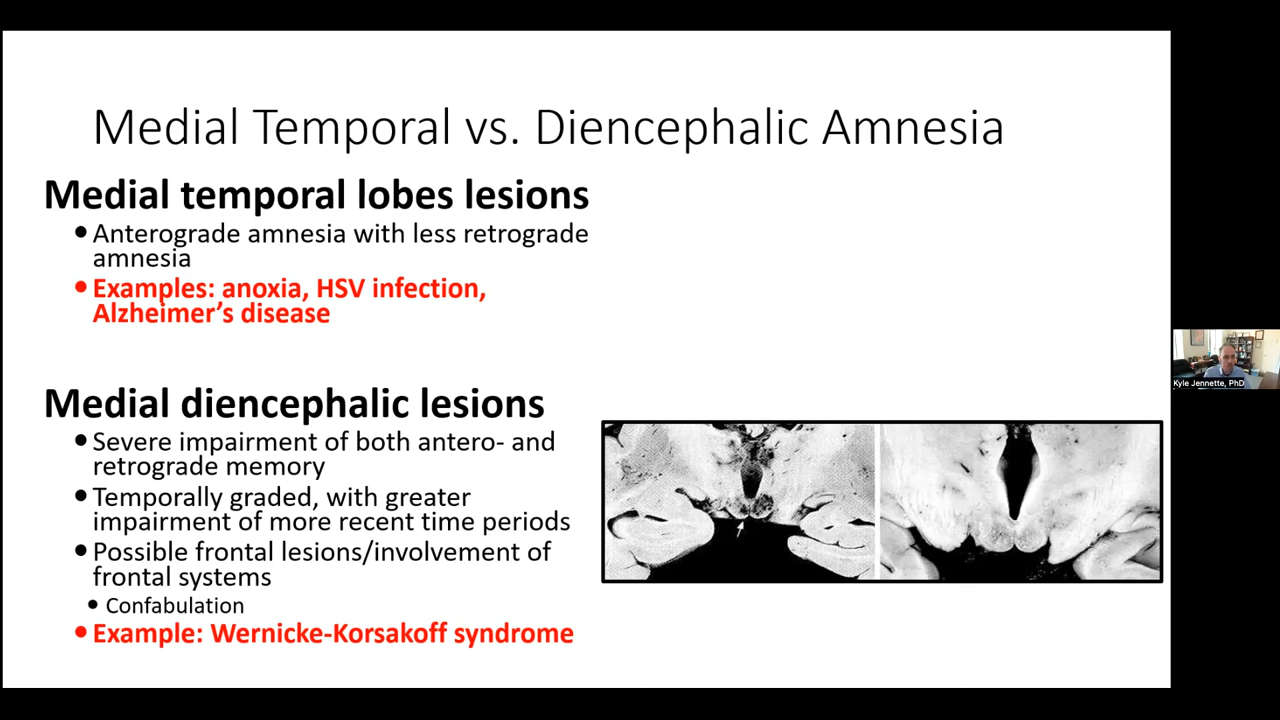 Medial Temporal vs. Diencephalic Amnesia
Medial temporal lobes lesions
•Anterograde amnesia with less retrograde
amnesia
•Examples: anoxia, HSV infection,
Alzheimer’s disease
Medial diencephalic lesions
•Severe impairment of both antero- and
retrograde memory
•Temporally graded, with greater
impairment of more recent time periods
•Possible frontal lesions/involvement of
frontal systems
•Confabulation
•Example: Wernicke-Korsakoff syndrome
Kyle Jennette, PhD